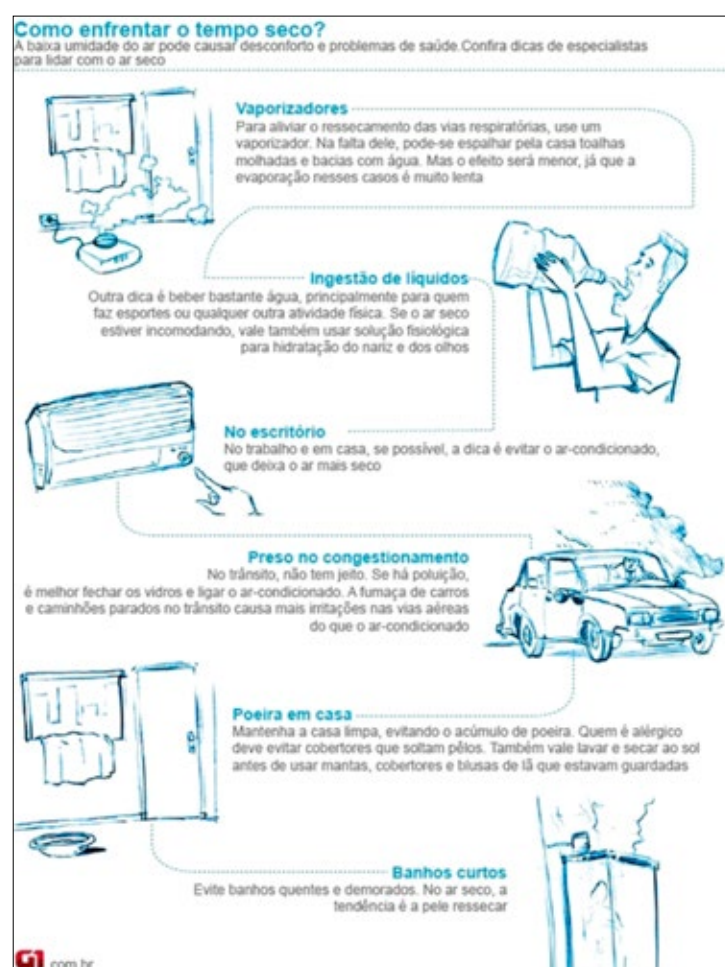 Como enfrentar o tempo seco?
A baixa umidade do ar pode causar desconforto e problemas de saúde.Confira dicas de especialistas
para lidar com o ar seco
Vaporizadores
Para aliviar o ressecamento das vias respiratórias, use um
vaporizador. Na falta dele, pode-se espalhar pela casa toalhas
molhadas e bacias com água. Mas o efeito será menor, já que a
evaporação nesses casos é muito lenta
Ingestão de líquidos
Outra dica é beber bastante água, principalmente para quem
faz esportes ou qualquer outra atividade física. Se o ar seco
estiver incomodando, vale também usar solução fisiológica
para hidratação do nariz e dos olhos
No escritório
No trabalho e em casa, se possível, a dica é evitar o ar-condicionado,
que deixa o ar mais seco
Preso no congestionamento
No trânsito, não tem jeito. Se há poluição,
é melhor fechar os vidros e ligar o ar-condicionado. A fumaça de carros
e caminhões parados no trânsito causa mais irritações nas vias aéreas
do que o ar-condicionado
Poeira em casa
Mantenha a casa limpa, evitando o acúmulo de poeira. Quem é alérgico
deve evitar cobertores que soltam pêlos. Também vale lavar e secar ao sol
antes de usar mantas, cobertores e blusas de lã que estavam guardadas
Banhos curtos
Evite banhos quentes e demorados. No ar seco, a
tendência é a pele ressecar
G1 .com.br